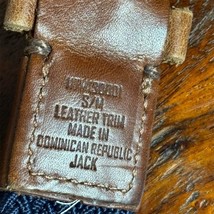 S/M
LEATHER TRIM
MADE IN
DOMINICAN REPUBLIC
JACK